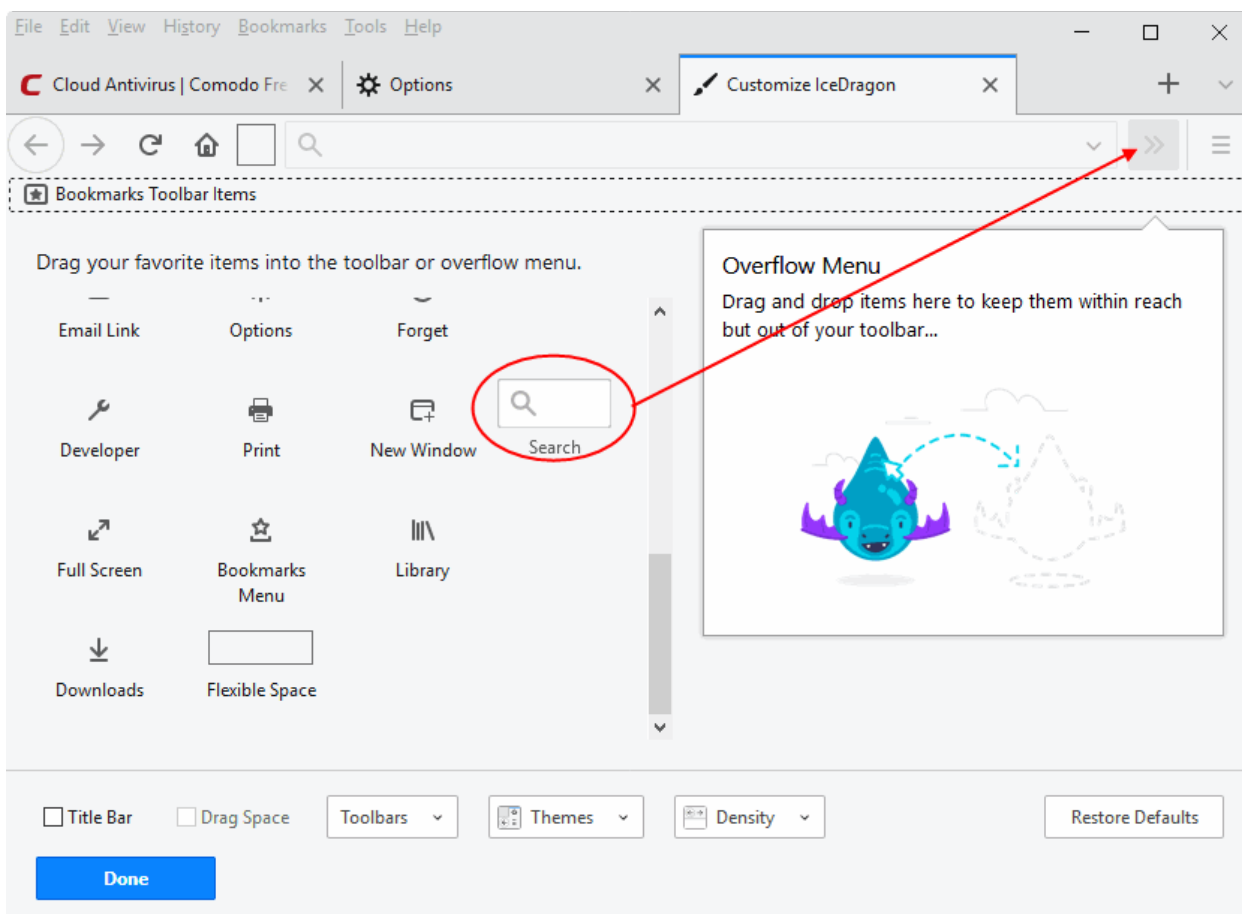 File Edit View History Bookmarks Tools Help
Cloud Antivirus | Comodo Fre
Options
Customize IceDragon
Bookmarks Toolbar Items
Drag your favorite items into the toolbar or overflow menu.
Email Link
Options
Forget
Developer
Print
New Window
Search
Full Screen
Bookmarks
Menu
Library
Downloads
Flexible Space
Overflow Menu
Drag and drop items here to keep them within reach
but out of your toolbar...
Title Bar
Drag Space
Toolbars
Themes
Density
Restore Defaults
Done